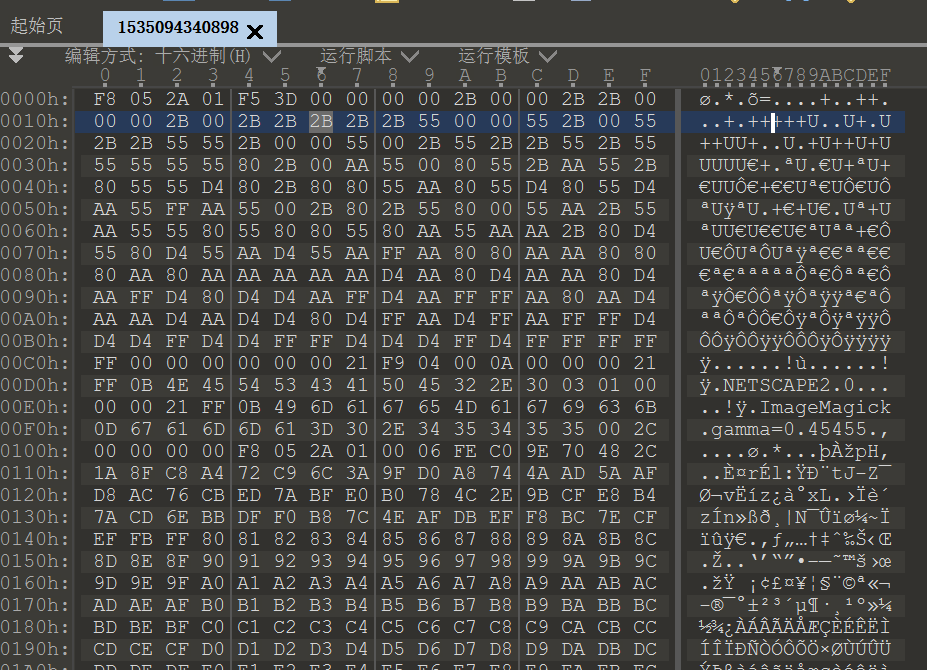 起始页
1535094340898
编辑方式: 十六进制(H) 运行脚本 运行模板
0 1 2 3 4 5 6 7 8 9 A B C D E F 0123456789ABCDEF
0000h: F8 05 2A 01 F5 3D 00 00 00 00 2B 00 00 2B 2B 00 ø.*.õ=....+..++.
0010h: 00 00 2B 00 2B 2B 2B 2B 2B 55 00 00 55 2B 00 55 ..+.+++++U..U+.U
0020h: 2B 2B 55 55 2B 00 00 55 00 2B 55 2B 2B 55 2B 55 ++UU+..U.+U++U+U
0030h: 55 55 55 55 80 2B 00 AA 55 00 80 55 2B AA 55 2B UUUU€+.ªU.€U+ªU+
0040h: 80 55 55 D4 80 2B 80 80 55 AA 80 55 D4 80 55 D4 €UUÔ€+€€Uª€UÔ€UÔ
0050h: AA 55 FF AA 55 00 2B 80 2B 55 80 00 55 AA 2B 55 ªUÿªU.+€+U€.Uª+U
0060h: AA 55 55 80 55 80 80 55 80 AA 55 AA AA 2B 80 D4 ªUU€U€€U€ªUªª+€Ô
0070h: 55 80 D4 55 AA D4 55 AA FF AA 80 80 AA AA 80 80 U€ÔUªÔUªÿª€€ªª€€
0080h: 80 AA 80 AA AA AA AA AA D4 AA 80 D4 AA AA 80 D4 €ª€ªªªªªÔª€Ôªª€Ô
0090h: AA FF D4 80 D4 D4 AA FF D4 AA FF FF AA 80 AA D4 ªÿÔ€ÔÔªÿÔªÿÿª€ªÔ
00A0h: AA AA D4 AA D4 D4 80 D4 FF AA D4 FF AA FF FF D4 ªªÔªÔÔ€ÔÿªÔÿªÿÿÔ
00B0h: D4 D4 FF D4 D4 FF FF D4 D4 D4 FF D4 FF FF FF FF ÔÔÿÔÔÿÿÔÔÔÿÔÿÿÿÿ
00C0h: FF 00 00 00 00 00 21 F9 04 00 0A 00 00 00 00 21 ÿ......!ù......!
00D0h: FF 0B 4E 45 54 53 43 41 50 45 32 2E 30 03 01 00 ÿ.NETSCAPE2.0...
00E0h: 00 00 21 FF 0B 49 6D 61 67 65 4D 61 67 69 63 6B ..!ÿ.ImageMagick
00F0h: 0D 67 61 6D 6D 61 3D 30 2E 34 35 34 35 35 00 2C .gamma=0.45455.,
0100h: 00 00 00 00 F8 05 2A 01 00 06 FE C0 9E 70 48 2C ....ø.*...þÀžpH,
0110h: 1A 8F C8 A4 72 C9 6C 3A 9F D0 A8 74 4A AD 5A AF ..È¤rÉl:ŸÐ¨tJ-Z¯
0120h: D8 AC 76 CB ED 7A BF E0 B0 78 4C 2E 9B CF E8 B4 Ø¬vËíz¿à°xL.›Ïè´
0130h: 7A CD 6E BB DF F0 B8 7C 4E AF DB EF F8 BC 7E CF zÍn»ßð¸|N¯Ûïø¼~Ï
0140h: EF FB FF 80 81 82 83 84 85 86 87 88 89 8A 8B 8C ïûÿ€.‚ƒ„…†‡ˆ‰Š‹Œ
0150h: 8D 8E 8F 90 91 92 93 94 95 96 97 98 99 9A 9B 9C .Ž..‘’“”•–—˜™š›œ
0160h: 9D 9E 9F A0 A1 A2 A3 A4 A5 A6 A7 A8 A9 AA AB AC .žŸ ¡¢£¤¥¦§¨©ª«¬
0170h: AD AE AF B0 B1 B2 B3 B4 B5 B6 B7 B8 B9 BA BB BC -®¯°±²³´µ¶·¸¹º»¼
0180h: BD BE BF C0 C1 C2 C3 C4 C5 C6 C7 C8 C9 CA CB CC ½¾¿ÀÁÂÃÄÅÆÇÈÉÊËÌ
0190h: CD CE CF D0 D1 D2 D3 D4 D5 D6 D7 D8 D9 DA DB DC ÍÎÏÐÑÒÓÔÕÖ×ØÙÚÛÜ